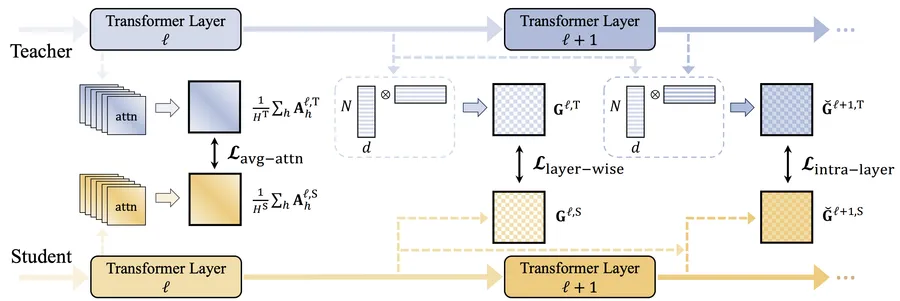 Transformer Layer
ℓ
Transformer Layer
ℓ + 1
...
Teacher
attn
1/H^T ∑_h A_h^{ℓ,T}
N
⊗
d
G^{ℓ,T}
N
⊗
d
Ğ^{ℓ+1,T}
𝓛_avg−attn
𝓛_layer−wise
𝓛_intra−layer
attn
1/H^S ∑_h A_h^{ℓ,S}
G^{ℓ,S}
Ğ^{ℓ+1,S}
Student
Transformer Layer
ℓ
Transformer Layer
ℓ + 1
...